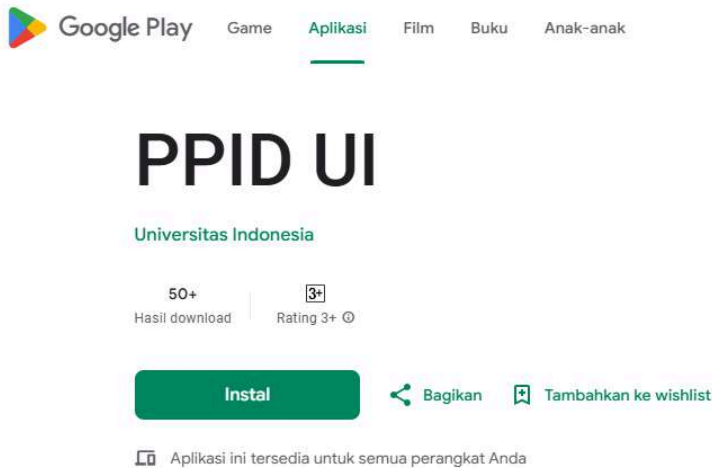 Google Play Game Aplikasi Film Buku Anak-anak
PPID UI
Universitas Indonesia
50+ 3+
Hasil download Rating 3+
Instal Bagikan Tambahkan ke wishlist
Aplikasi ini tersedia untuk semua perangkat Anda